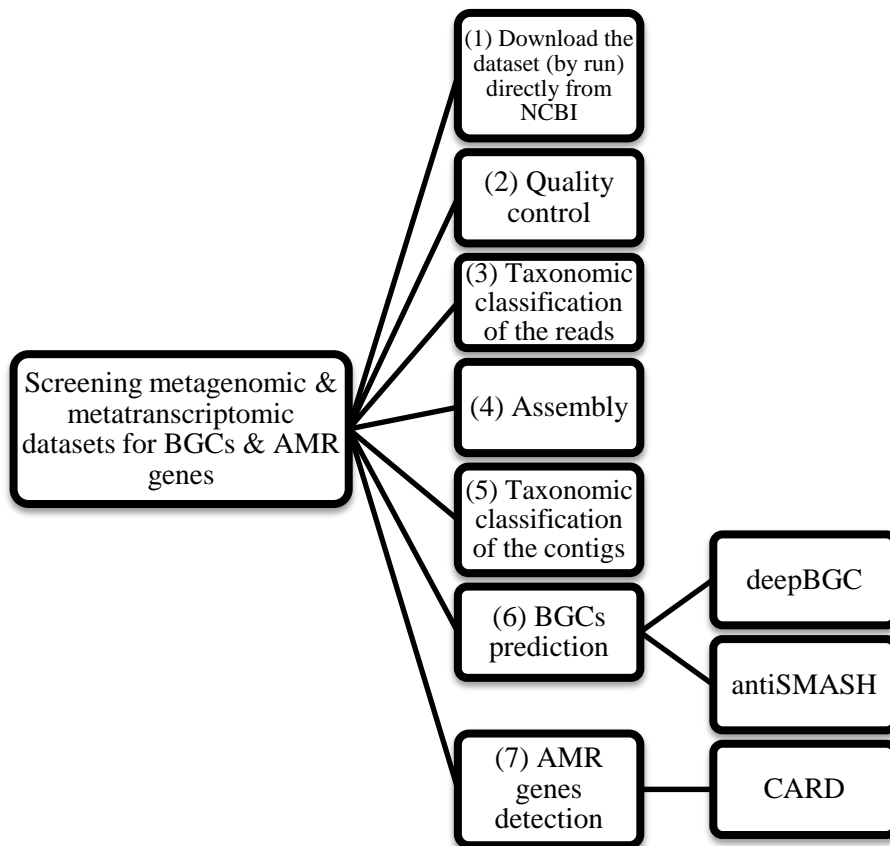 (1) Download the
dataset (by run)
directly from
NCBI
(2) Quality
control
(3) Taxonomic
classification
of the reads
Screening metagenomic &
metatranscriptomic
datasets for BGCs & AMR
genes
(4) Assembly
(5) Taxonomic
classification
of the contigs
(6) BGCs
prediction
deepBGC
antiSMASH
(7) AMR
genes
detection
CARD